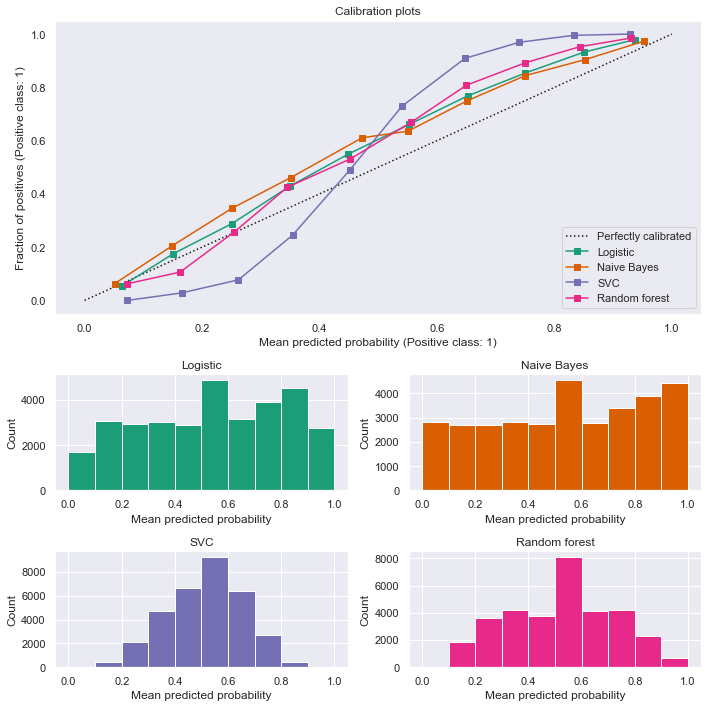 Calibration plots
Fraction of positives (Positive class: 1)
1.0
0.8
0.6
0.4
0.2
0.0
Perfectly calibrated
Logistic
Naive Bayes
SVC
Random forest
0.0 0.2 0.4 0.6 0.8 1.0
Mean predicted probability (Positive class: 1)
Logistic
Count
4000
2000
0
0.0 0.2 0.4 0.6 0.8 1.0
Mean predicted probability
Naive Bayes
Count
4000
3000
2000
1000
0
0.0 0.2 0.4 0.6 0.8 1.0
Mean predicted probability
SVC
Count
8000
6000
4000
2000
0
0.0 0.2 0.4 0.6 0.8 1.0
Mean predicted probability
Random forest
Count
8000
6000
4000
2000
0
0.0 0.2 0.4 0.6 0.8 1.0
Mean predicted probability